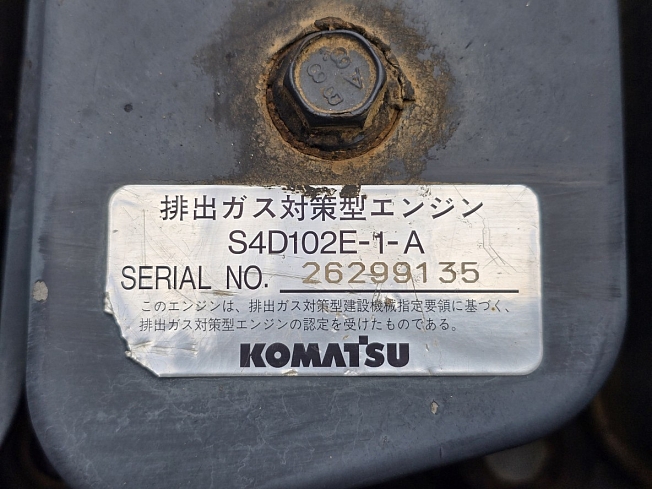 8.8
4
排出ガス対策型エンジン
S4D102E-1-A
SERIAL NO. 26299135
このエンジンは、排出ガス対策型建設機械指定要領に基づく、
排出ガス対策型エンジンの認定を受けたものである。
KOMATSU